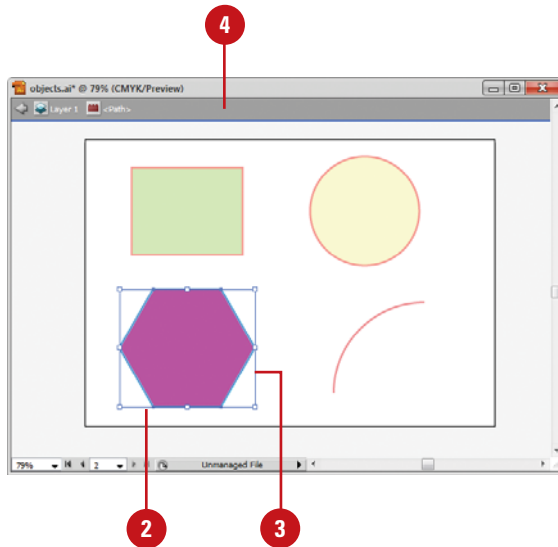 4
objects.ai* @ 79% (CMYK/Preview)
Layer 1 <Path>
79% 2 Unmanaged File
2 3